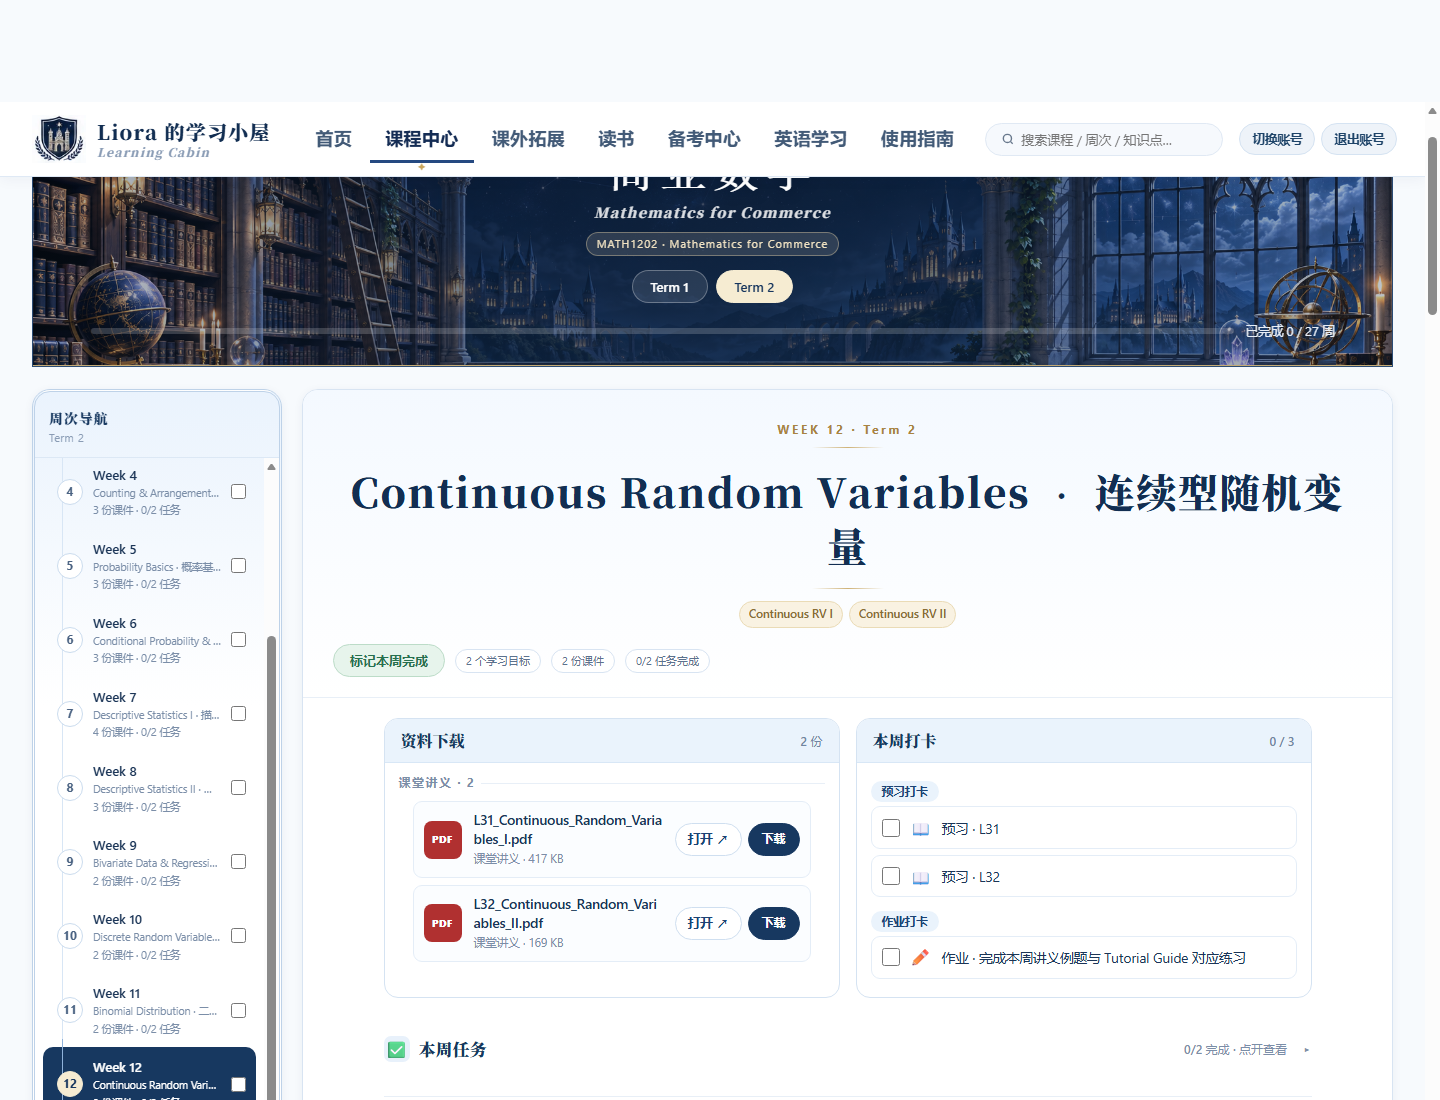 Liora 的学习小屋
Learning Cabin
首页
课程中心
课外拓展
读书
备考中心
英语学习
使用指南
搜索课程 / 周次 / 知识点...
切换账号
退出账号
商业数学
Mathematics for Commerce
MATH1202 · Mathematics for Commerce
Term 1
Term 2
已完成 0 / 27 周
周次导航
Term 2
4
Week 4
Counting & Arrangement...
3 份课件 · 0/2 任务
5
Week 5
Probability Basics · 概率基...
3 份课件 · 0/2 任务
6
Week 6
Conditional Probability & ...
3 份课件 · 0/2 任务
7
Week 7
Descriptive Statistics I · 描...
4 份课件 · 0/2 任务
8
Week 8
Descriptive Statistics II · ...
3 份课件 · 0/2 任务
9
Week 9
Bivariate Data & Regressi...
2 份课件 · 0/2 任务
10
Week 10
Discrete Random Variable...
2 份课件 · 0/2 任务
11
Week 11
Binomial Distribution · 二...
2 份课件 · 0/2 任务
12
Week 12
Continuous Random Vari...
WEEK 12 · Term 2
Continuous Random Variables · 连续型随机变
量
Continuous RV I
Continuous RV II
标记本周完成
2 个学习目标
2 份课件
0/2 任务完成
资料下载
2 份
课堂讲义 · 2
PDF
L31_Continuous_Random_Varia
bles_I.pdf
课堂讲义 · 417 KB
打开 ↗
下载
PDF
L32_Continuous_Random_Vari
ables_II.pdf
课堂讲义 · 169 KB
打开 ↗
下载
本周打卡
0 / 3
预习打卡
预习 · L31
预习 · L32
作业打卡
作业 · 完成本周讲义例题与 Tutorial Guide 对应练习
本周任务
0/2 完成 · 点开查看